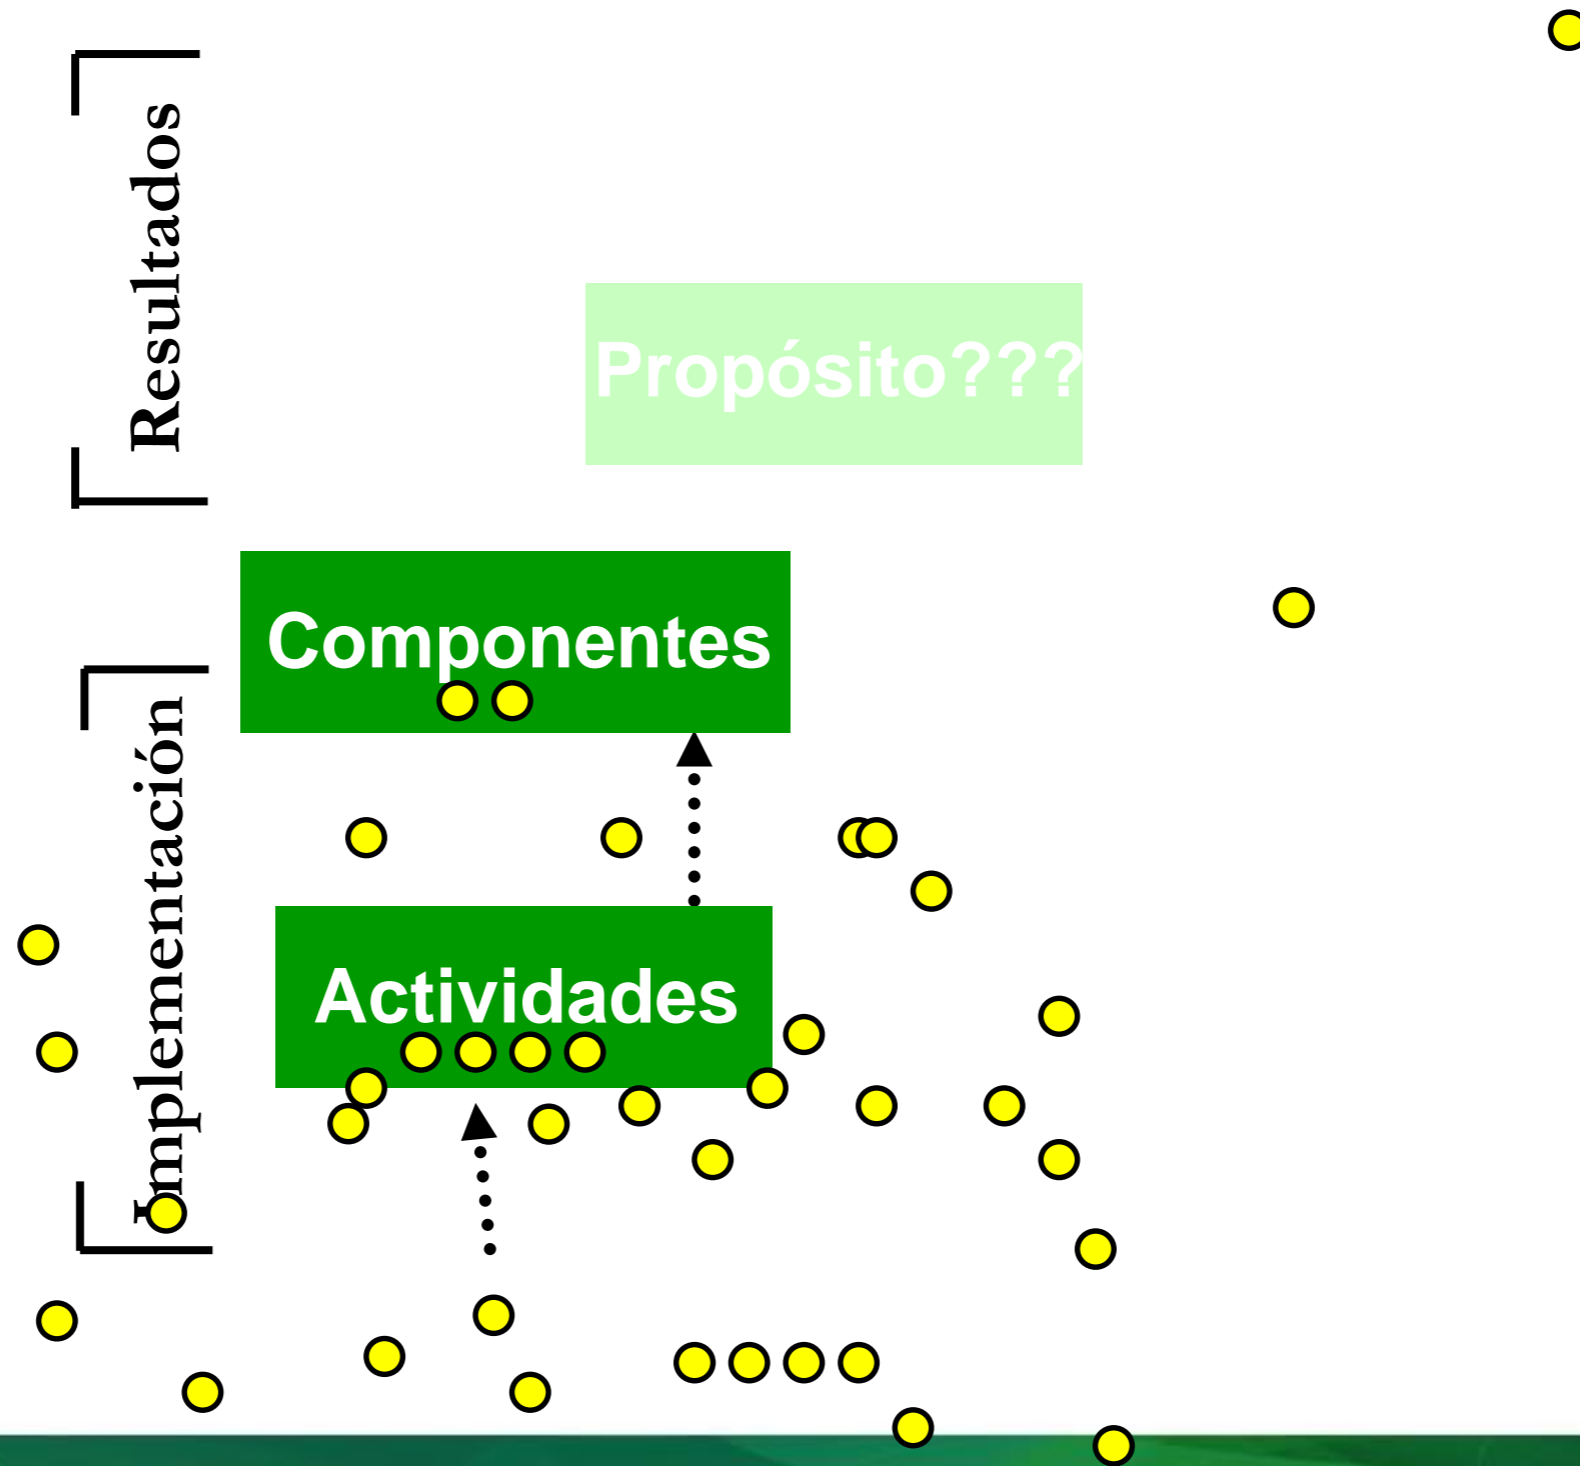 Resultados
Propósito???
Componentes
Implementación
Actividades